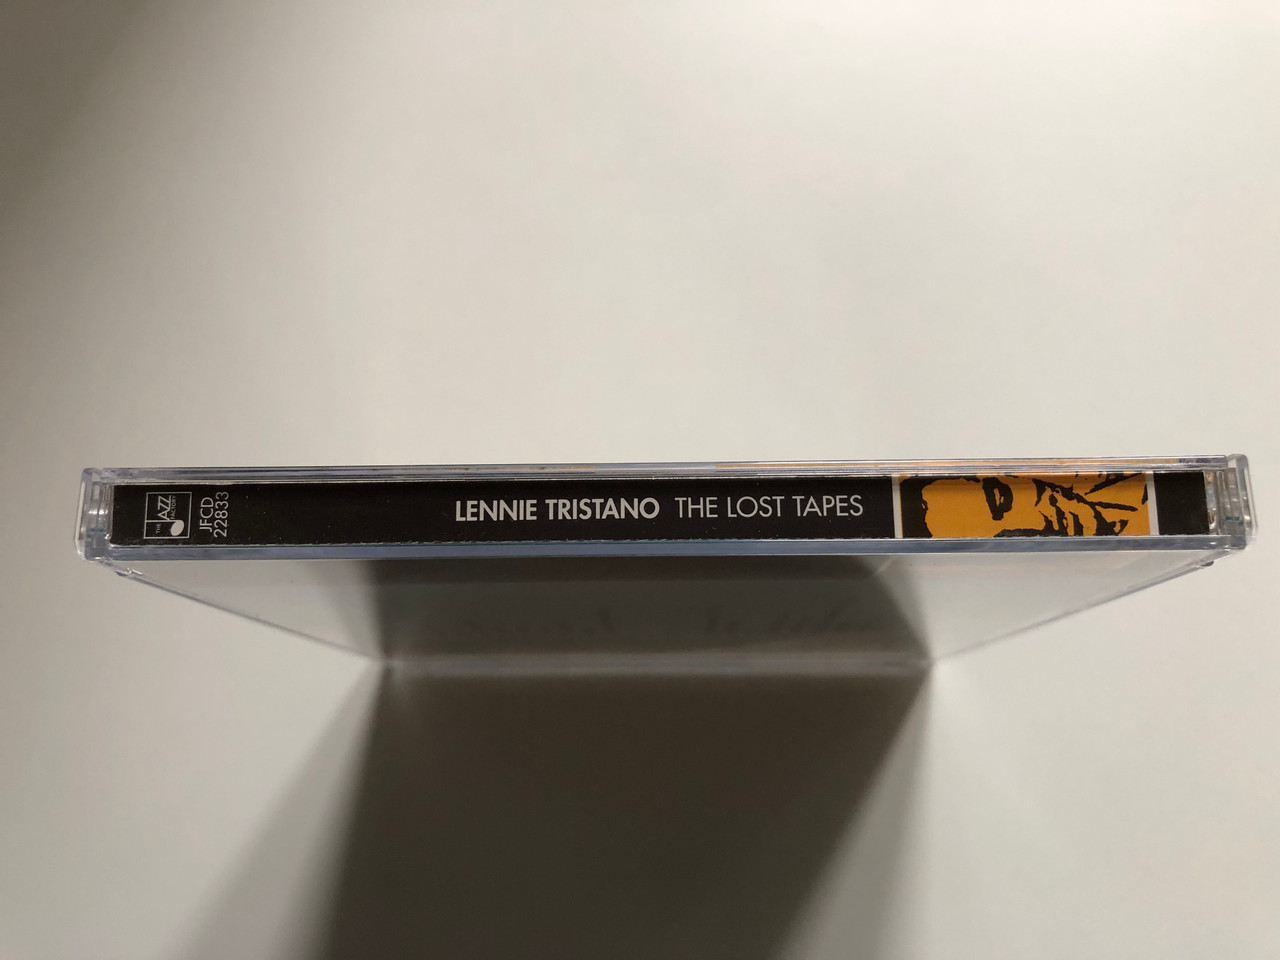 THE JAZZ FACTORY
JFCD
22833
LENNIE TRISTANO THE LOST TAPES